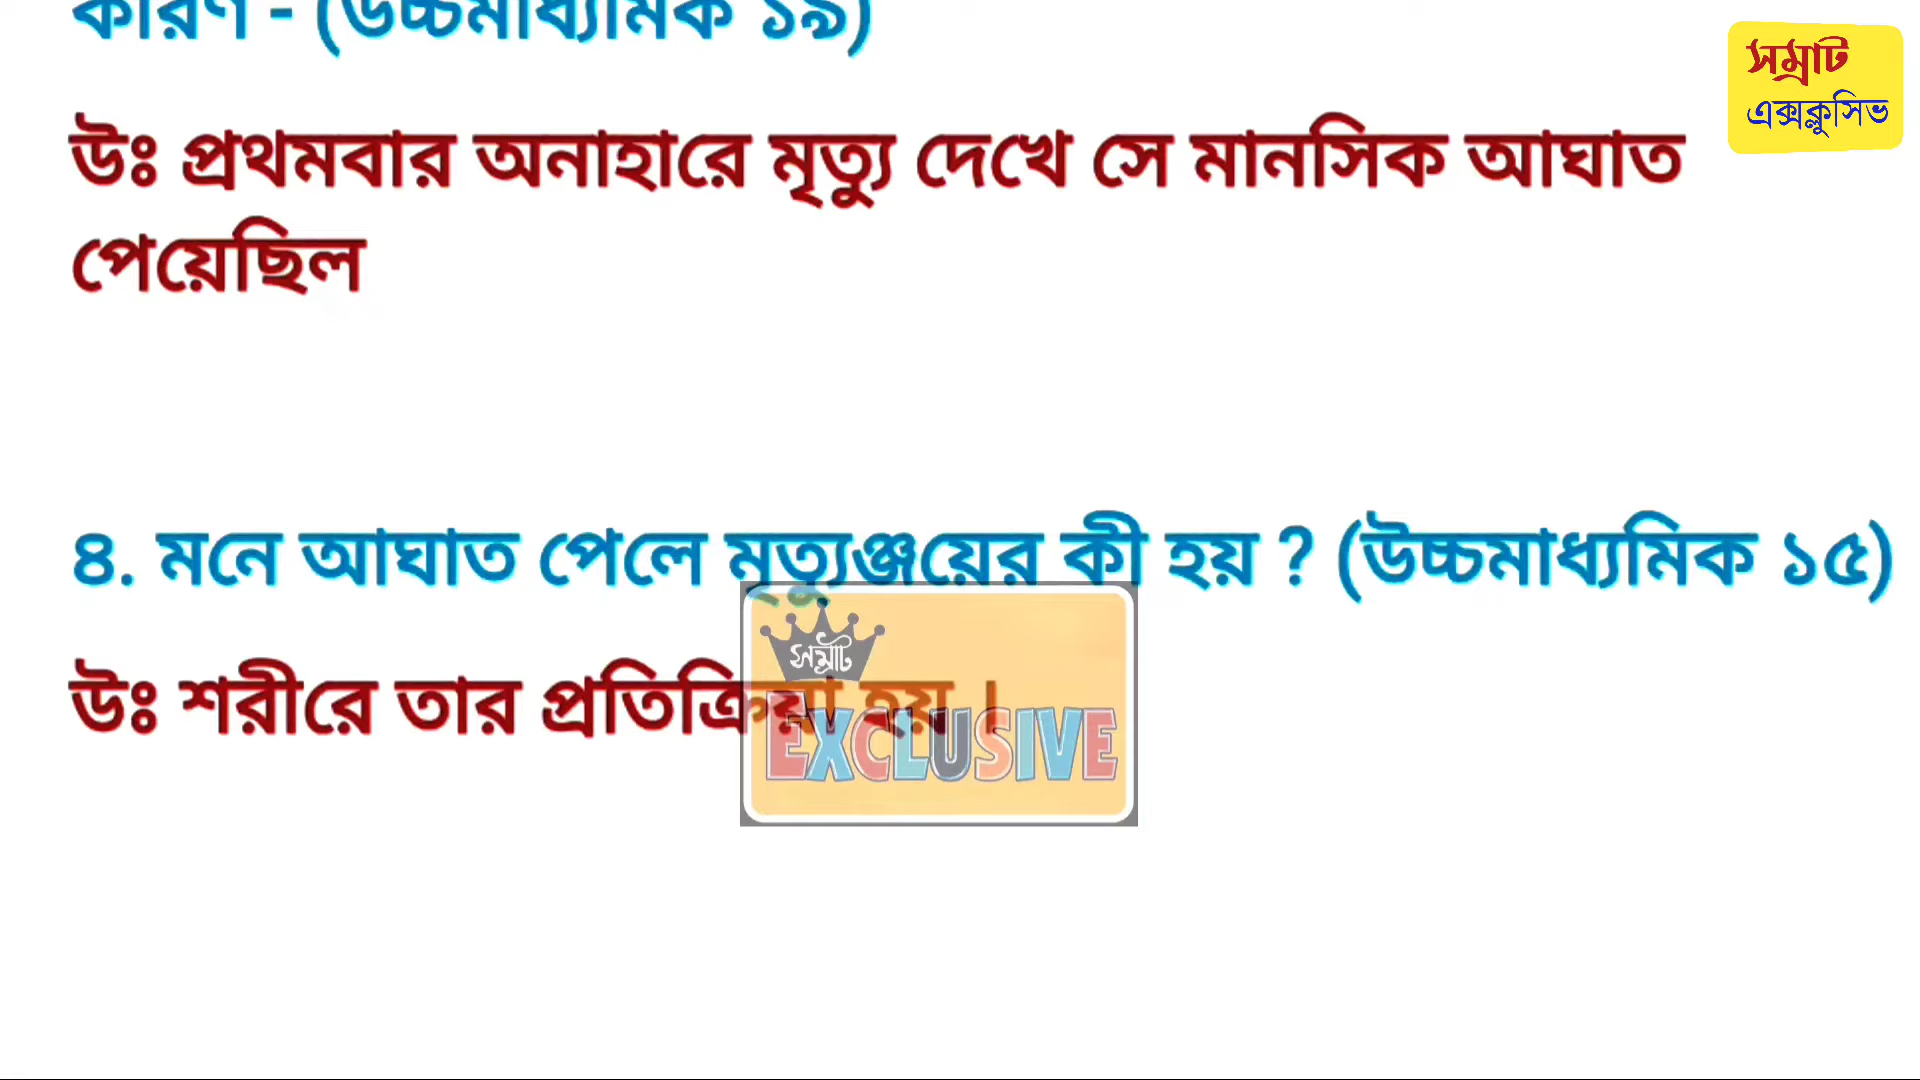 কারণ - (উচ্চমাধ্যমিক ১৯)
সম্রাট
এক্সক্লুসিভ
উঃ প্রথমবার অনাহারে মৃত্যু দেখে সে মানসিক আঘাত
পেয়েছিল
৪. মনে আঘাত পেলে মৃত্যুঞ্জয়ের কী হয় ? (উচ্চমাধ্যমিক ১৫)
উঃ শরীরে তার প্রতিক্রিয়া হয় ।
সম্রাট
EXCLUSIVE